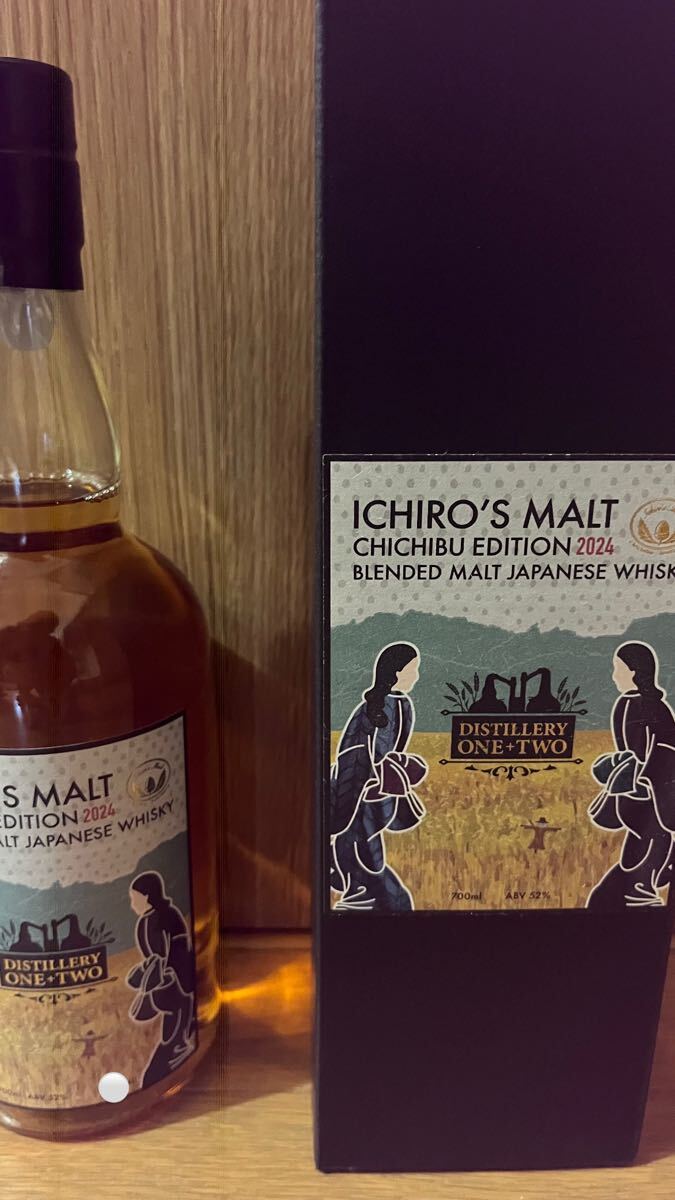 ICHIRO'S MALT
CHICHIBU EDITION 2024
BLENDED MALT JAPANESE WHISK
DISTILLERY
ONE+TWO
700ml ABV 52%
S MALT
EDITION 2024
ALT JAPANESE WHISKY
DISTILLERY
ONE+TWO
ABV 52%